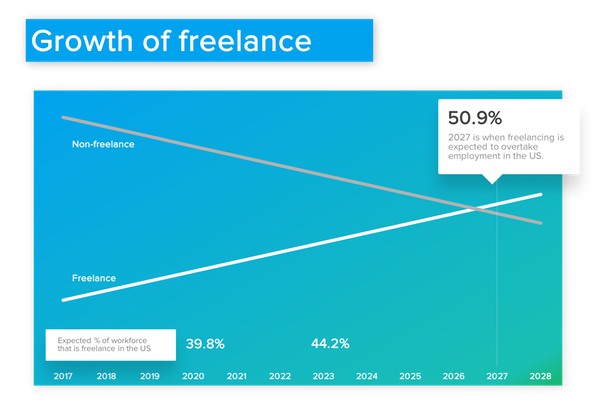 Growth of freelance
50.9%
2027 is when freelancing is
expected to overtake
employment in the US.
Non-freelance
Freelance
Expected % of workforce
that is freelance in the US
39.8%
44.2%
2017 2018 2019 2020 2021 2022 2023 2024 2025 2026 2027 2028